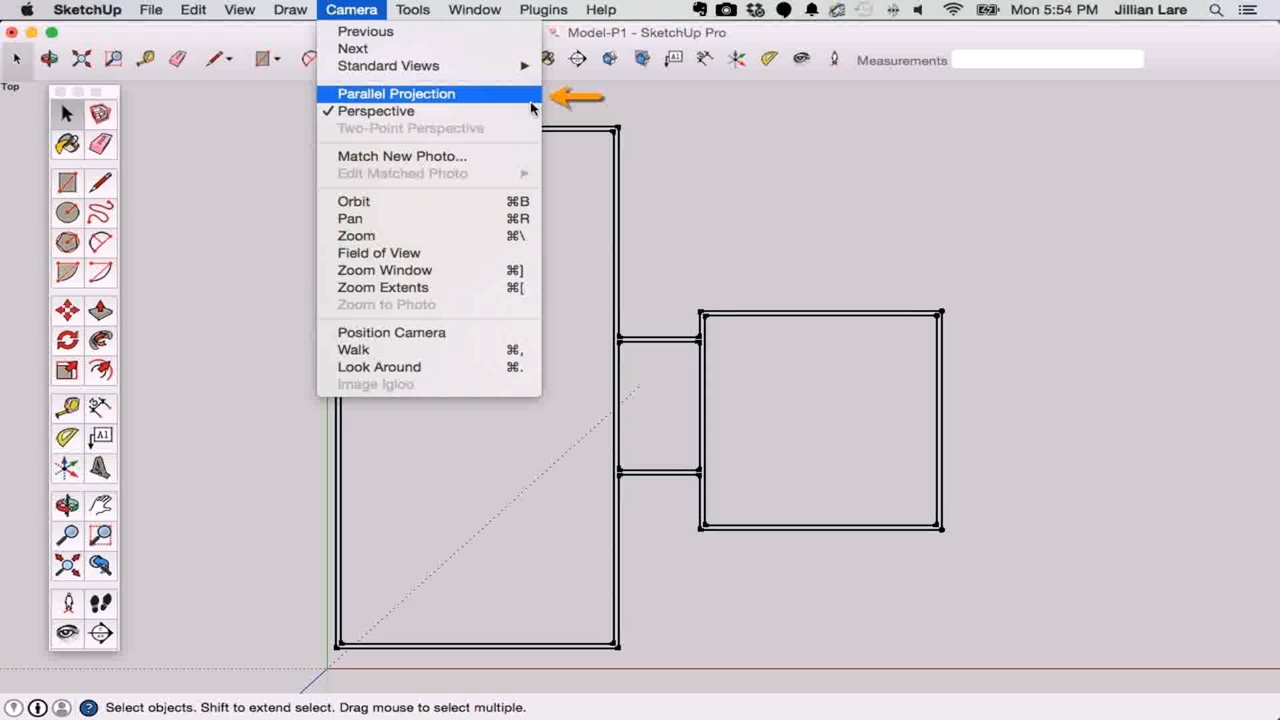 SketchUp File Edit View Draw Camera Tools Window Plugins Help Mon 5:54 PM Jillian Lare
Model-P1 - SketchUp Pro
Measurements
Top
Previous
Next
Standard Views
Parallel Projection
Perspective
Two-Point Perspective
Match New Photo...
Edit Matched Photo
Orbit ⌘B
Pan ⌘R
Zoom ⌘\
Field of View
Zoom Window ⌘]
Zoom Extents ⌘[
Zoom to Photo
Position Camera
Walk ⌘,
Look Around ⌘.
Image Igloo
A1
A1
Select objects. Shift to extend select. Drag mouse to select multiple.